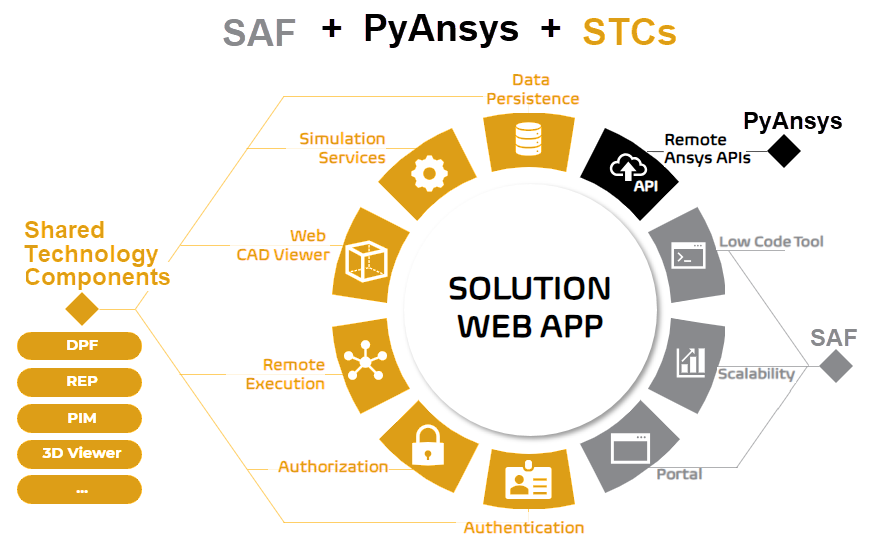 SAF + PyAnsys + STCs
Data
Persistence
Simulation
Services
PyAnsys
Remote
Ansys APIs
API
Web
CAD Viewer
Low Code Tool
Shared
Technology
Components
SOLUTION
WEB APP
DPF
REP
PIM
3D Viewer
...
Remote
Execution
SAF
Scalability
Authorization
Portal
Authentication